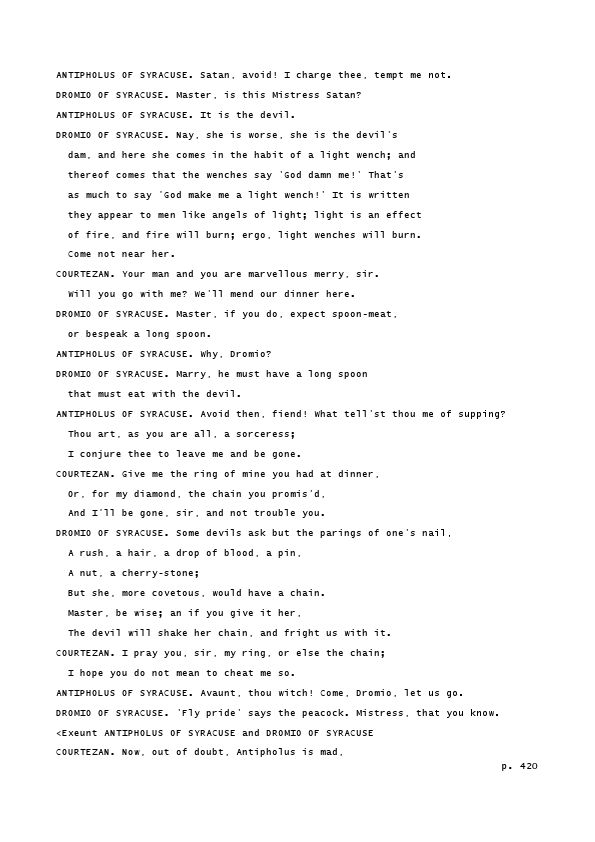 ANTIPHOLUS OF SYRACUSE. Satan, avoid! I charge thee, tempt me not.
DROMIO OF SYRACUSE. Master, is this Mistress Satan?
ANTIPHOLUS OF SYRACUSE. It is the devil.
DROMIO OF SYRACUSE. Nay, she is worse, she is the devil's
dam, and here she comes in the habit of a light wench; and
thereof comes that the wenches say 'God damn me!' That's
as much to say 'God make me a light wench!' It is written
they appear to men like angels of light; light is an effect
of fire, and fire will burn; ergo, light wenches will burn.
Come not near her.
COURTEZAN. Your man and you are marvellous merry, sir.
Will you go with me? We'll mend our dinner here.
DROMIO OF SYRACUSE. Master, if you do, expect spoon-meat,
or bespeak a long spoon.
ANTIPHOLUS OF SYRACUSE. Why, Dromio?
DROMIO OF SYRACUSE. Marry, he must have a long spoon
that must eat with the devil.
ANTIPHOLUS OF SYRACUSE. Avoid then, fiend! What tell'st thou me of supping?
Thou art, as you are all, a sorceress;
I conjure thee to leave me and be gone.
COURTEZAN. Give me the ring of mine you had at dinner,
Or, for my diamond, the chain you promis'd,
And I'll be gone, sir, and not trouble you.
DROMIO OF SYRACUSE. Some devils ask but the parings of one's nail,
A rush, a hair, a drop of blood, a pin,
A nut, a cherry-stone;
But she, more covetous, would have a chain.
Master, be wise; an if you give it her,
The devil will shake her chain, and fright us with it.
COURTEZAN. I pray you, sir, my ring, or else the chain;
I hope you do not mean to cheat me so.
ANTIPHOLUS OF SYRACUSE. Avaunt, thou witch! Come, Dromio, let us go.
DROMIO OF SYRACUSE. 'Fly pride' says the peacock. Mistress, that you know.
<Exeunt ANTIPHOLUS OF SYRACUSE and DROMIO OF SYRACUSE
COURTEZAN. Now, out of doubt, Antipholus is mad,
p. 420